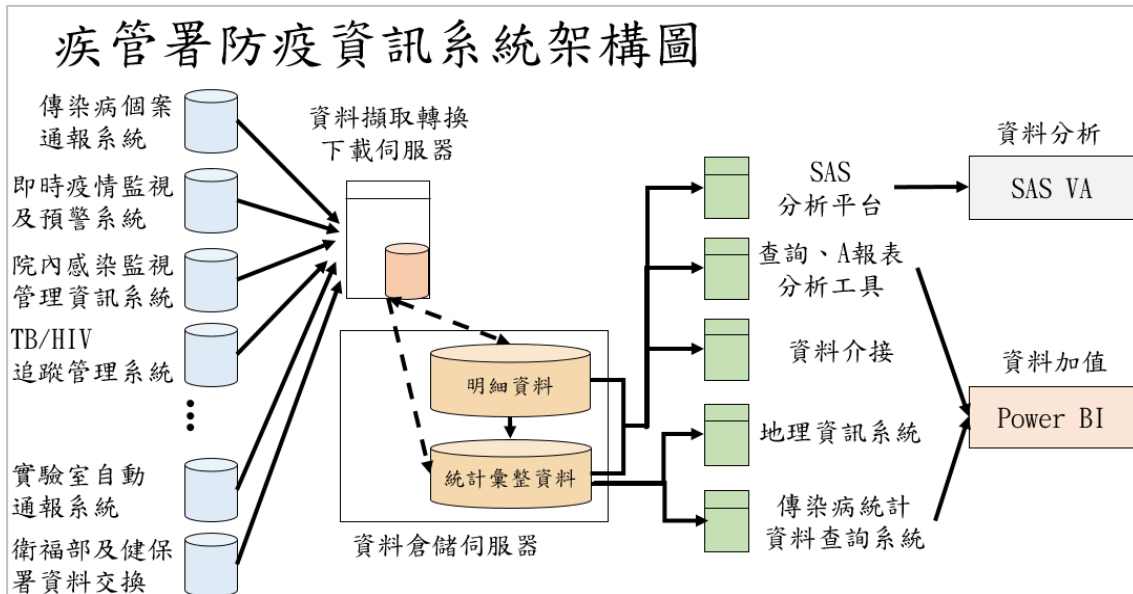 疾管署防疫資訊系統架構圖
傳染病個案
通報系統
即時疫情監視
及預警系統
院內感染監視
管理資訊系統
TB/HIV
追蹤管理系統
實驗室自動
通報系統
衛福部及健保
署資料交換
資料擷取轉換
下載伺服器
明細資料
統計彙整資料
資料倉儲伺服器
SAS
分析平台
查詢、A報表
分析工具
資料介接
地理資訊系統
傳染病統計
資料查詢系統
資料分析
SAS VA
資料加值
Power BI